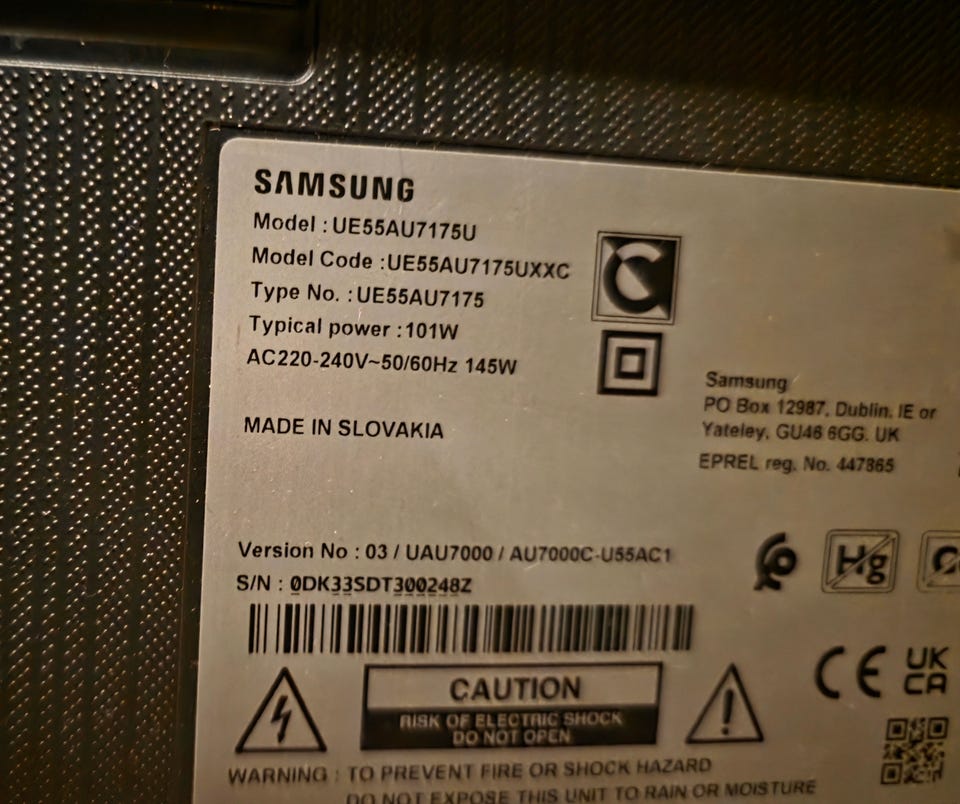 SAMSUNG
Model : UE55AU7175U
Model Code :UE55AU7175UXXC
Type No. :UE55AU7175
Typical power :101W
AC220-240V~50/60Hz 145W
MADE IN SLOVAKIA
Samsung
PO Box 12987, Dublin. IE or
Yateley, GU46 6GG. UK
EPREL reg. No. 447865
Version No : 03 / UAU7000 / AU7000C-U55AC1
S/N : 0DK33SDT300248Z
Hg
CE
UK
CA
CAUTION
RISK OF ELECTRIC SHOCK
DO NOT OPEN
WARNING : TO PREVENT FIRE OR SHOCK HAZARD
DO NOT EXPOSE THIS UNIT TO RAIN OR MOISTURE